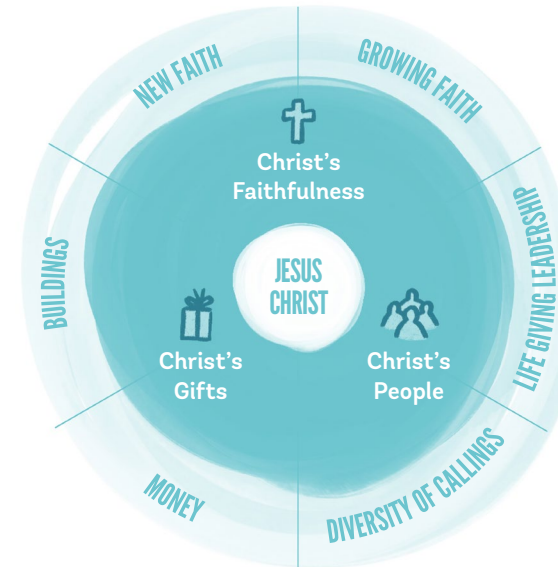 NEW FAITH
GROWING FAITH
Christ's
Faithfulness
BUILDINGS
JESUS
CHRIST
LIFE GIVING LEADERSHIP
Christ's
Gifts
Christ's
People
MONEY
DIVERSITY OF CALLINGS